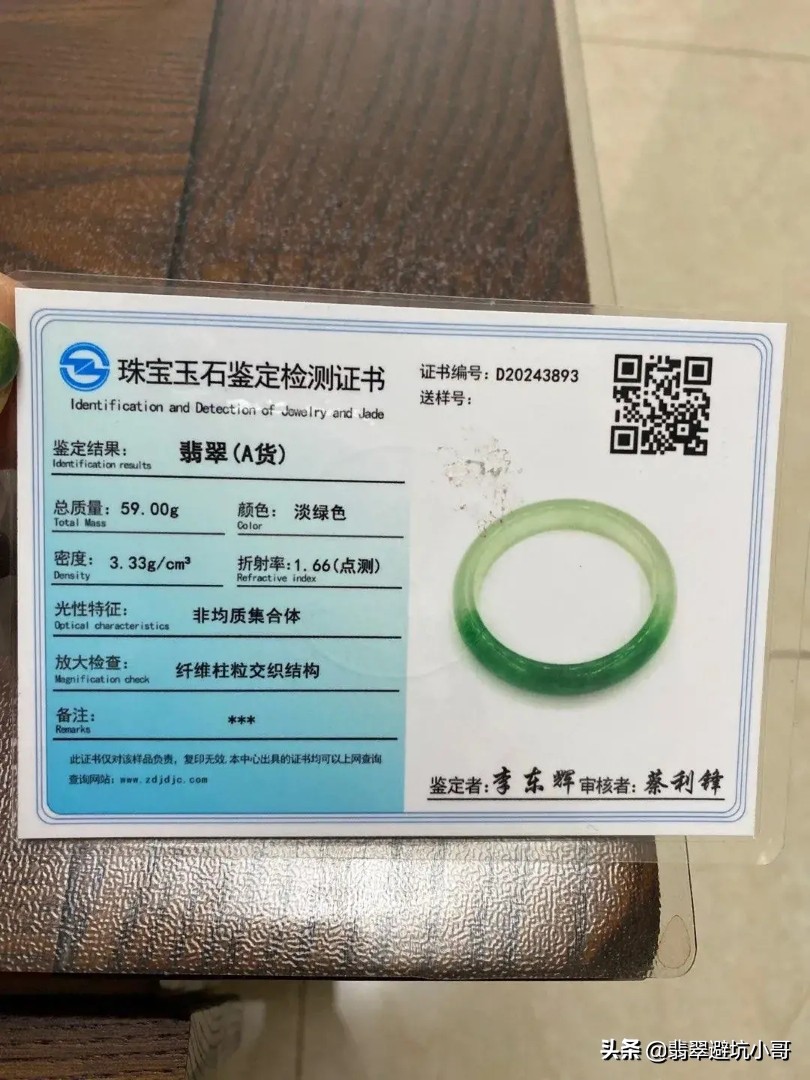 珠宝玉石鉴定检测证书
Identification and Detection of Jewelry and Jade
证书编号: D20243893
送样号:
鉴定结果: 翡翠(A货)
Identification results
总质量: 59.00g 颜色: 淡绿色
Total Mass Color
密度: 3.33g/cm³ 折射率:1.66(点测)
Density Refractive index
光性特征: 非均质集合体
Optical characteristics
放大检查: 纤维柱粒交织结构
Magnification check
备注: ***
Remarks
此证书仅对该样品负责,复印无效.本中心出具的证书均可以上网查询
查询网站: www.zdjdjc.com
鉴定者:李东辉 审核者:蔡利锋
头条 @翡翠避坑小哥